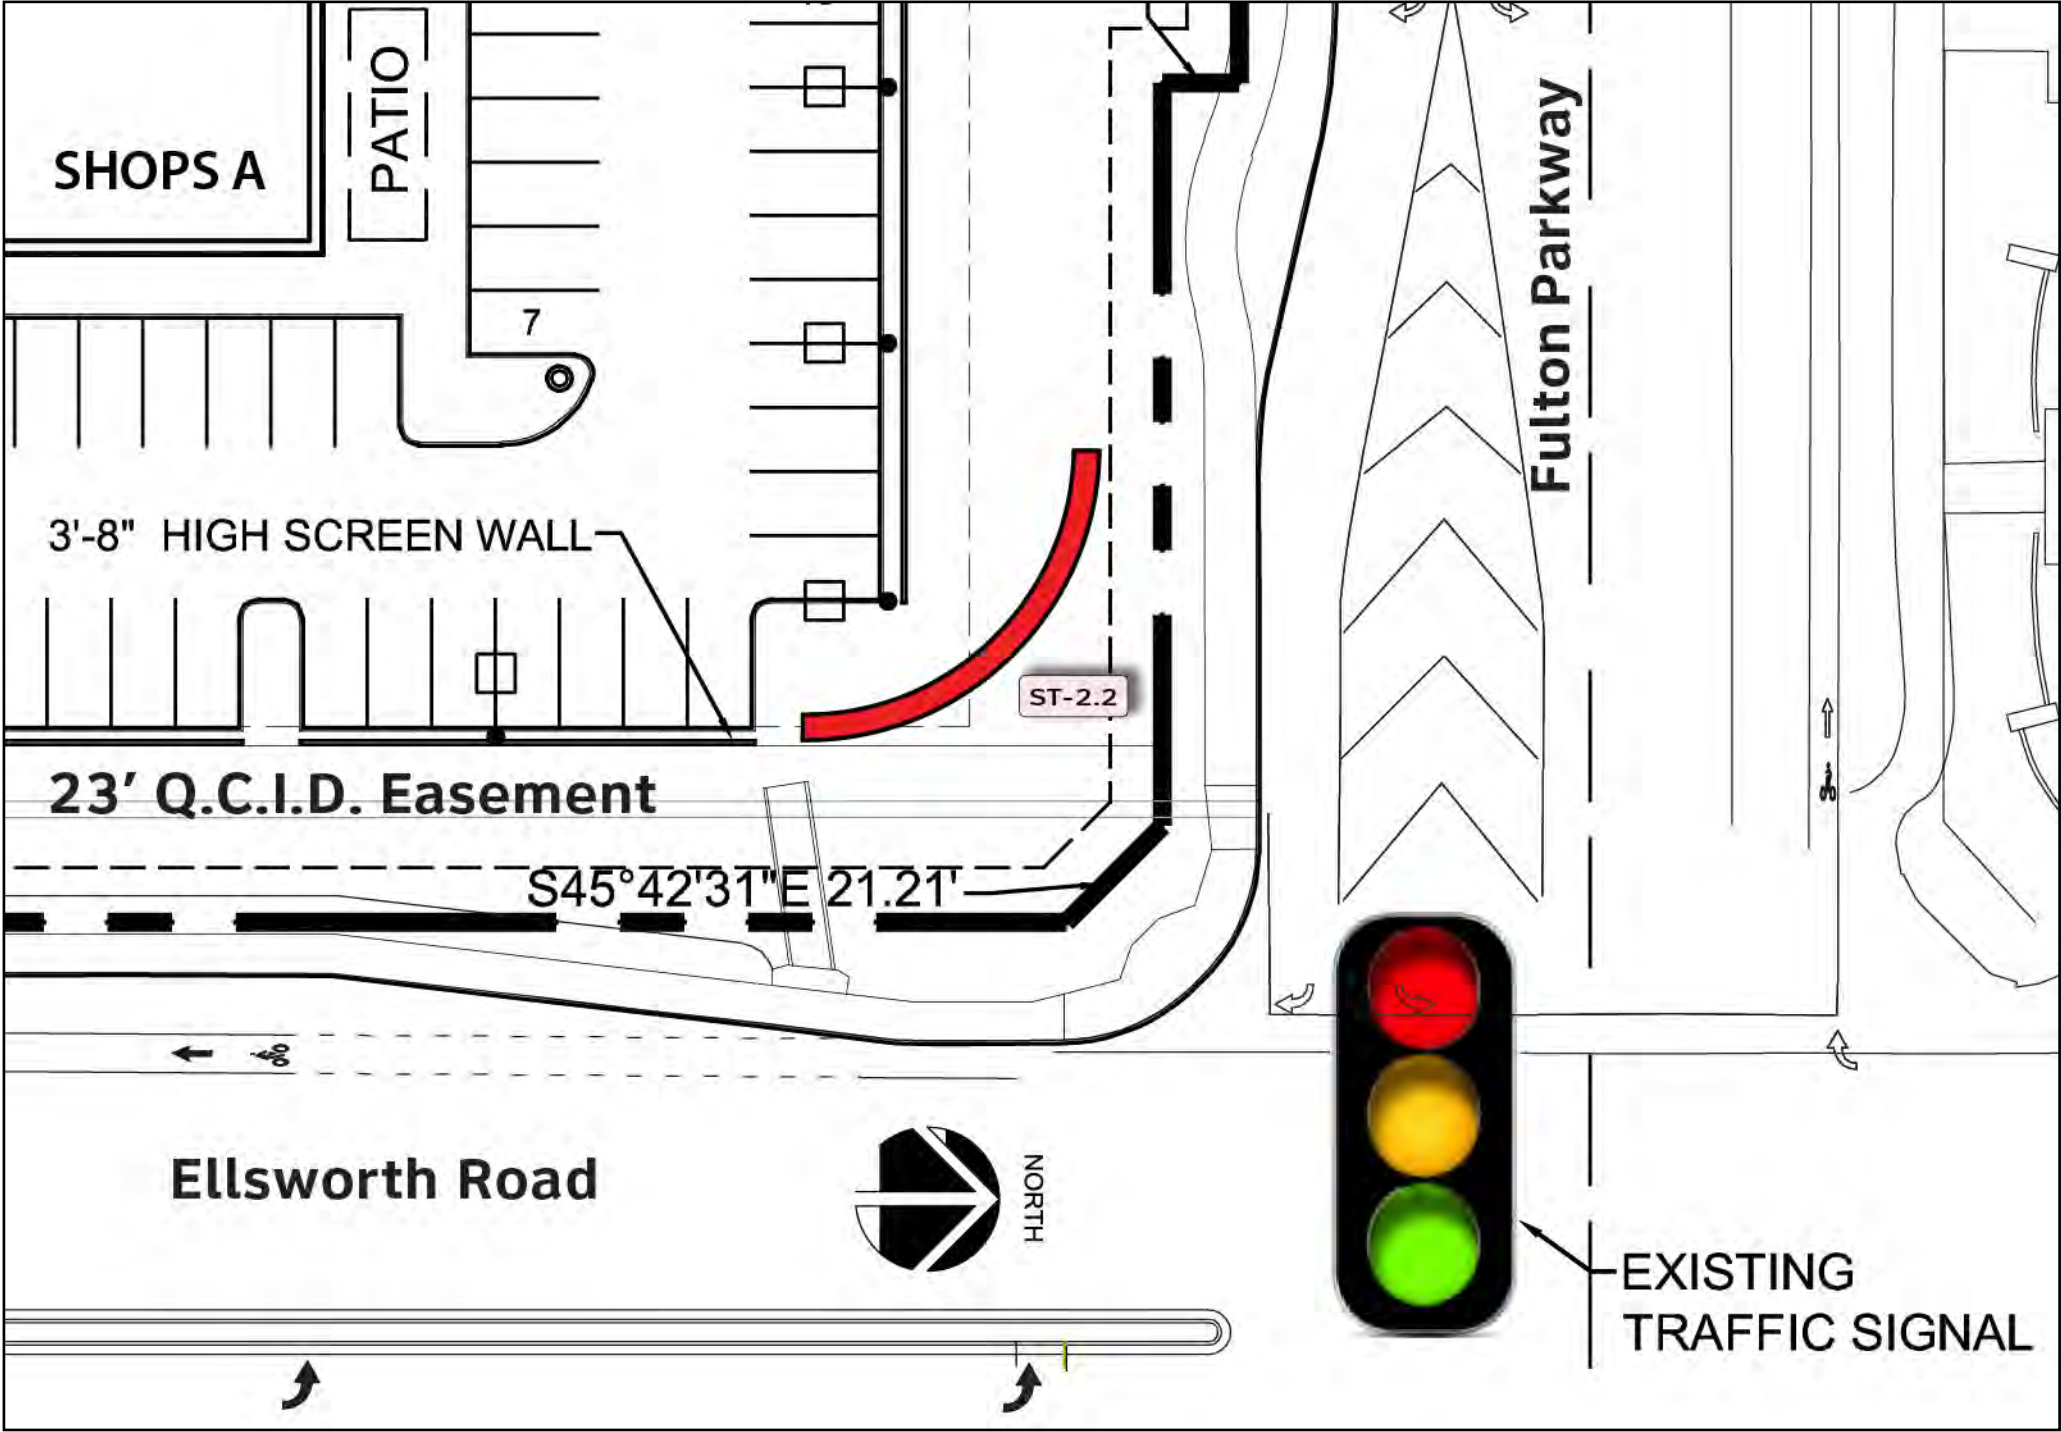 SHOPS A
PATIO
Fulton Parkway
7
3'-8" HIGH SCREEN WALL
ST-2.2
23' Q.C.I.D. Easement
S45°42'31"E 21.21'
Ellsworth Road
NORTH
EXISTING
TRAFFIC SIGNAL